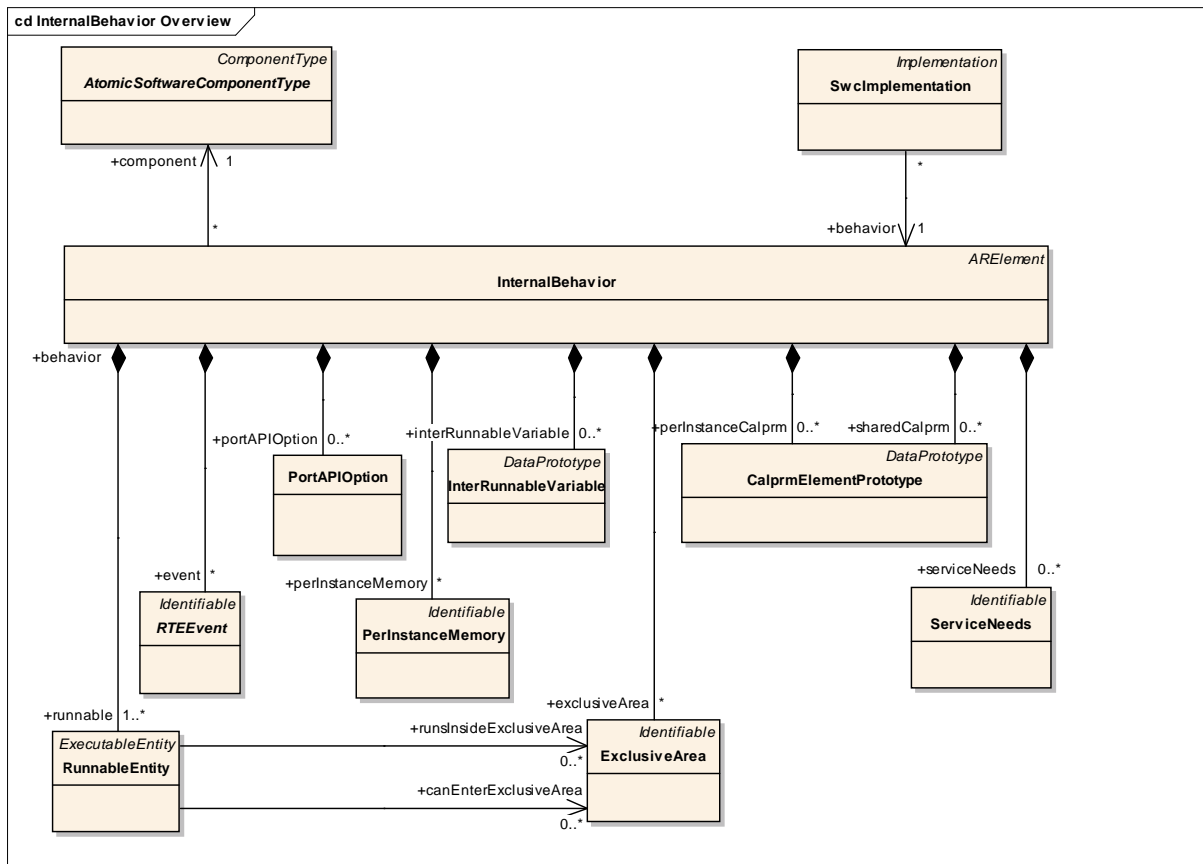 cd InternalBehavior Overview
ComponentType
AtomicSoftwareComponentType
Implementation
SwcImplementation
+component 1
*
*
+behavior 1
ARElement
InternalBehavior
+behavior
+portAPIOption 0..*
+interRunnableVariable 0..*
+perInstanceCalprm 0..*
+sharedCalprm 0..*
PortAPIOption
DataPrototype
InterRunnableVariable
DataPrototype
CalprmElementPrototype
+event *
+perInstanceMemory *
+serviceNeeds 0..*
Identifiable
RTEEvent
Identifiable
PerInstanceMemory
Identifiable
ServiceNeeds
+runnable 1..*
+exclusiveArea *
ExecutableEntity
RunnableEntity
+runsInsideExclusiveArea
0..*
Identifiable
ExclusiveArea
+canEnterExclusiveArea
0..*